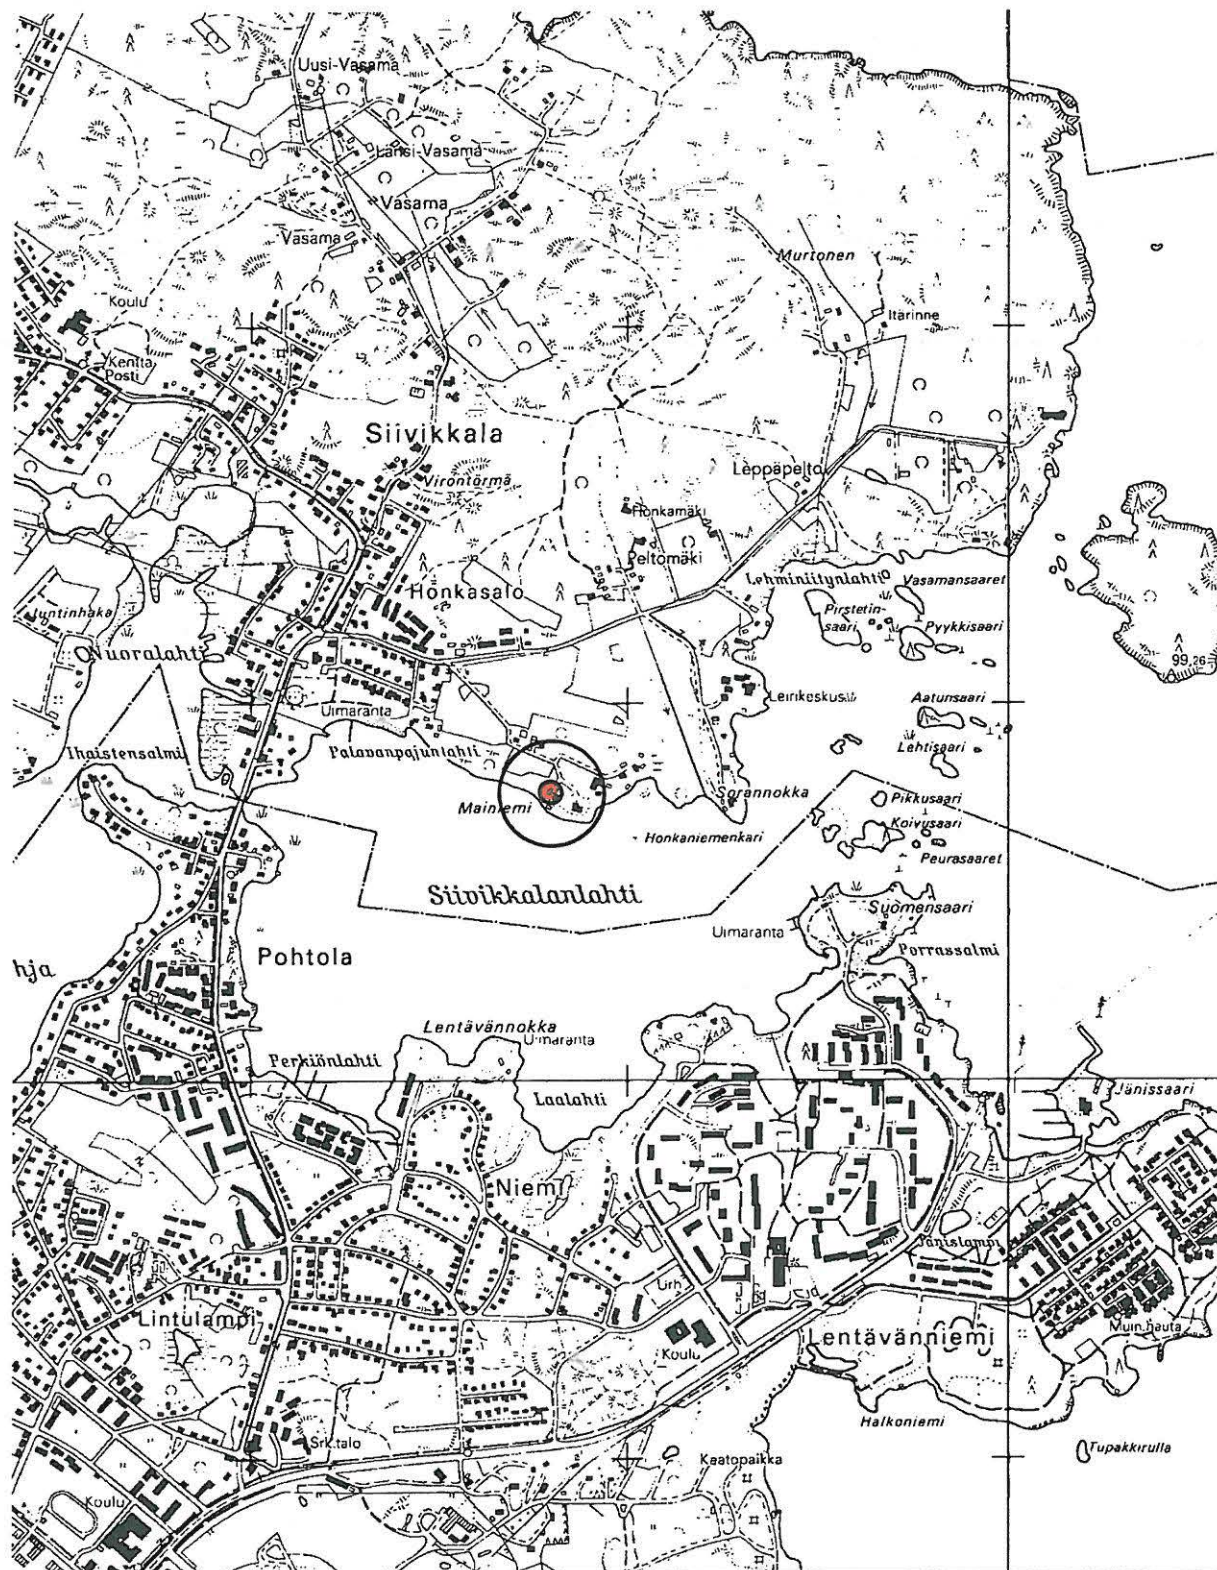 Uusi-Vasama
Länsi-Vasama
Vasama
Vasama
Murtonen
Itärinne
Koulu
Kenttä
Posti
Siivikkala
Virontörmä
Leppäpelto
Honkamäki
Peltomäki
Lehminiitynlahti
Vasamansaaret
Honkasalo
Pirstetin-
saari
Pyykkisaari
Juntinhaka
Nuoralahti
99,26
Leirikeskus
Aatunsaari
Uimaranta
Palavanpajunlahti
Lehtisaari
Ihaistensalmi
Sorannokka
Pikkusaari
Mainiemi
Koivusaari
Honkaniemenkari
Peurasaaret
Siivikkalanlahti
Suomensaari
Uimaranta
Porrassalmi
Pohtola
hja
Lentävännokka
Uimaranta
Perkiönlahti
Laalahti
Jänissaari
Niemi
Jänislampi
Urh.
Lintulampi
Koulu
Lentävänniemi
Muin.hauta
Halkoniemi
Srk.talo
Kaatopaikka
Tupakkirulla
Koulu